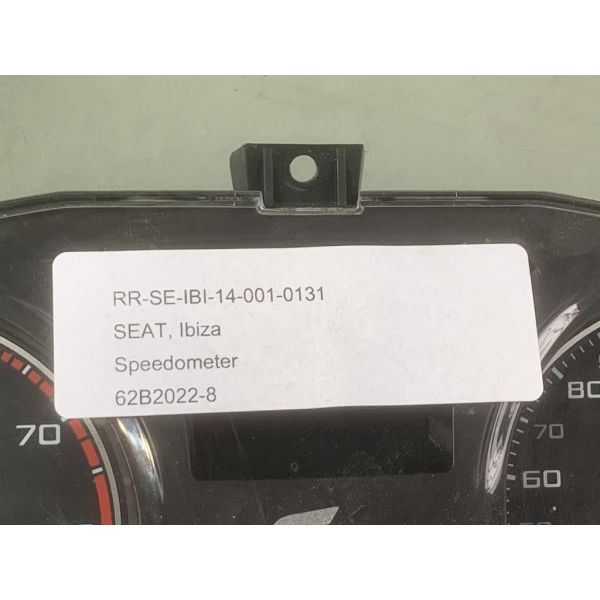 RR-SE-IBI-14-001-0131
SEAT, Ibiza
Speedometer
62B2022-8
70
80
70
60